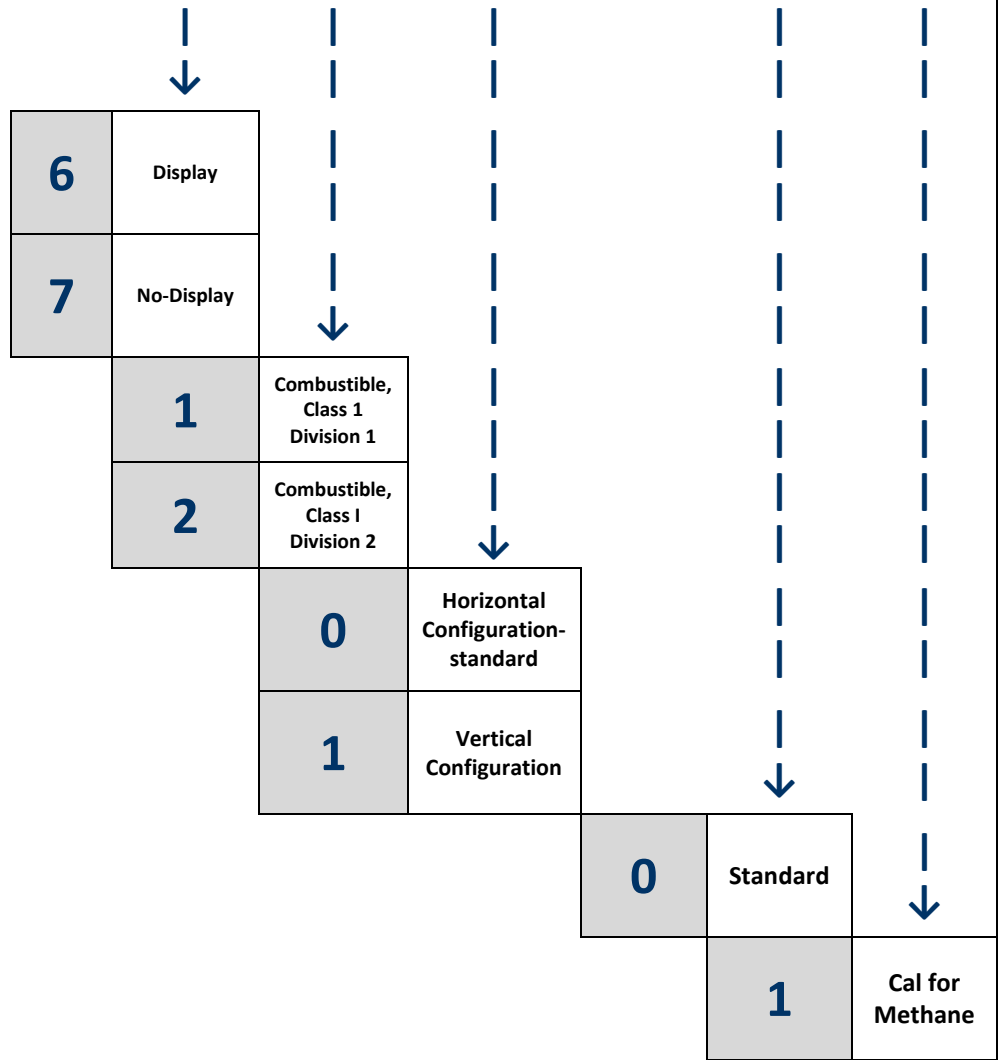 6
Display
7
No-Display
1
Combustible,
Class 1
Division 1
2
Combustible,
Class I
Division 2
0
Horizontal
Configuration-
standard
1
Vertical
Configuration
0
Standard
1
Cal for
Methane